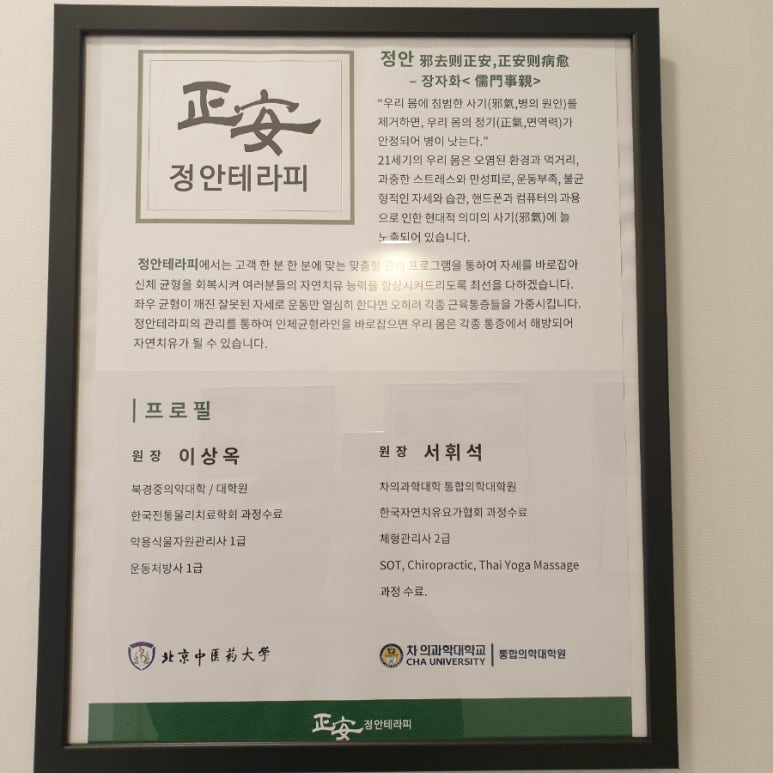 正安
정안테라피
정안 邪去则正安,正安则病愈
– 장자화< 儒門事親>
“우리 몸에 침범한 사기(邪氣,병의 원인)를
제거하면, 우리 몸의 정기(正氣,면역력)가
안정되어 병이 낫는다.”
21세기의 우리 몸은 오염된 환경과 먹거리,
과중한 스트레스와 만성피로, 운동부족, 불균
형적인 자세와 습관, 핸드폰과 컴퓨터의 과용
으로 인한 현대적 의미의 사기(邪氣)에 늘
노출되어 있습니다.
정안테라피에서는 고객 한 분 한 분에 맞는 맞춤형 관리 프로그램을 통하여 자세를 바로잡아
신체 균형을 회복시켜 여러분들의 자연치유 능력을 향상시켜드리도록 최선을 다하겠습니다.
좌우 균형이 깨진 잘못된 자세로 운동만 열심히 한다면 오히려 각종 근육통증들을 가중시킵니다.
정안테라피의 관리를 통하여 인체균형라인을 바로잡으면 우리 몸은 각종 통증에서 해방되어
자연치유가 될 수 있습니다.
프로필
원장 이상옥
북경중의약대학 / 대학원
한국전통물리치료학회 과정수료
약용식물자원관리사 1급
운동처방사 1급
원장 서휘석
차의과학대학 통합의학대학원
한국자연치유요가협회 과정수료
체형관리사 2급
SOT, Chiropractic, Thai Yoga Massage
과정 수료.
北京中医药大学
차 의과학대학교
CHA UNIVERSITY
통합의학대학원
正安 정안테라피